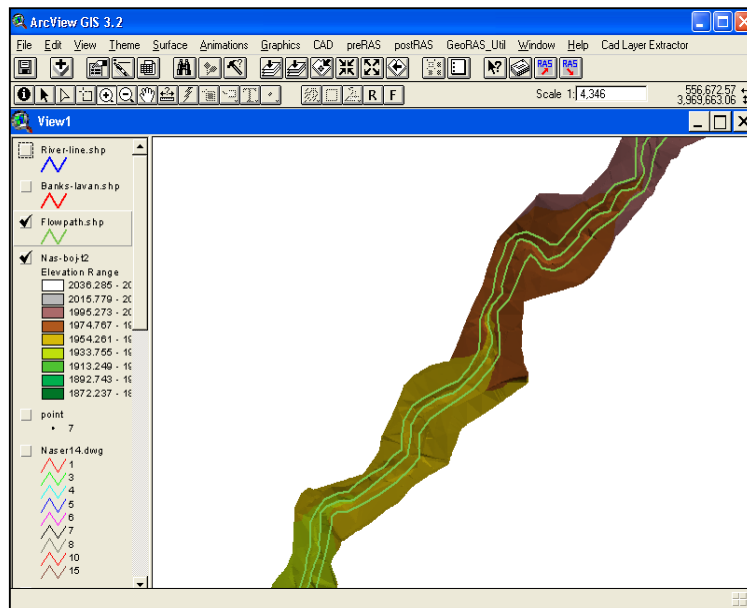 ArcView GIS 3.2
File Edit View Theme Surface Animations Graphics CAD preRAS postRAS GeoRAS_Util Window Help Cad Layer Extractor
RAS RAS
T R F Scale 1: 4,346 556,672.57
3,969,663.06
View1
River-line.shp
Banks-lavan.shp
Flowpath.shp
Nas-boj-t2
Elevation Range
2036.285 - 20
2015.779 - 20
1995.273 - 20
1974.767 - 19
1954.261 - 19
1933.755 - 19
1913.249 - 19
1892.743 - 19
1872.237 - 18
point
7
Naser14.dwg
1
3
4
5
6
7
8
10
15